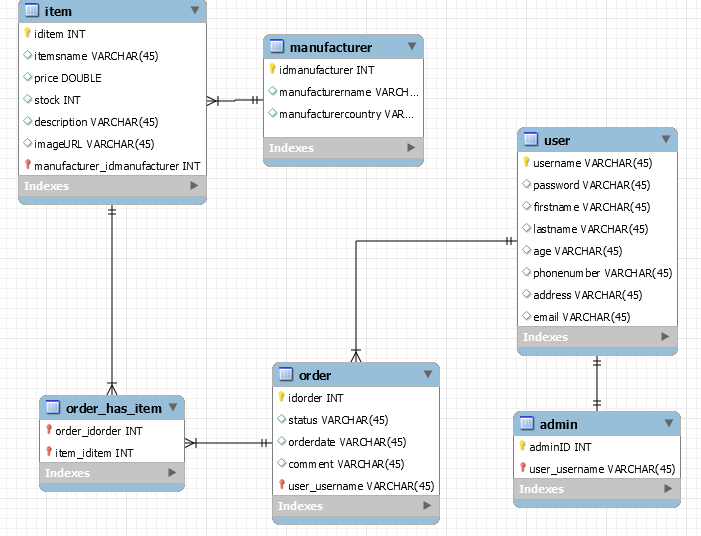 item
iditem INT
itemsname VARCHAR(45)
price DOUBLE
stock INT
description VARCHAR(45)
imageURL VARCHAR(45)
manufacturer_idmanufacturer INT
Indexes
manufacturer
idmanufacturer INT
manufacturername VARCH...
manufacturercountry VAR...
Indexes
user
username VARCHAR(45)
password VARCHAR(45)
firstname VARCHAR(45)
lastname VARCHAR(45)
age VARCHAR(45)
phonenumber VARCHAR(45)
address VARCHAR(45)
email VARCHAR(45)
Indexes
order_has_item
order_idorder INT
item_iditem INT
Indexes
order
idorder INT
status VARCHAR(45)
orderdate VARCHAR(45)
comment VARCHAR(45)
user_username VARCHAR(45)
Indexes
admin
adminID INT
user_username VARCHAR(45)
Indexes